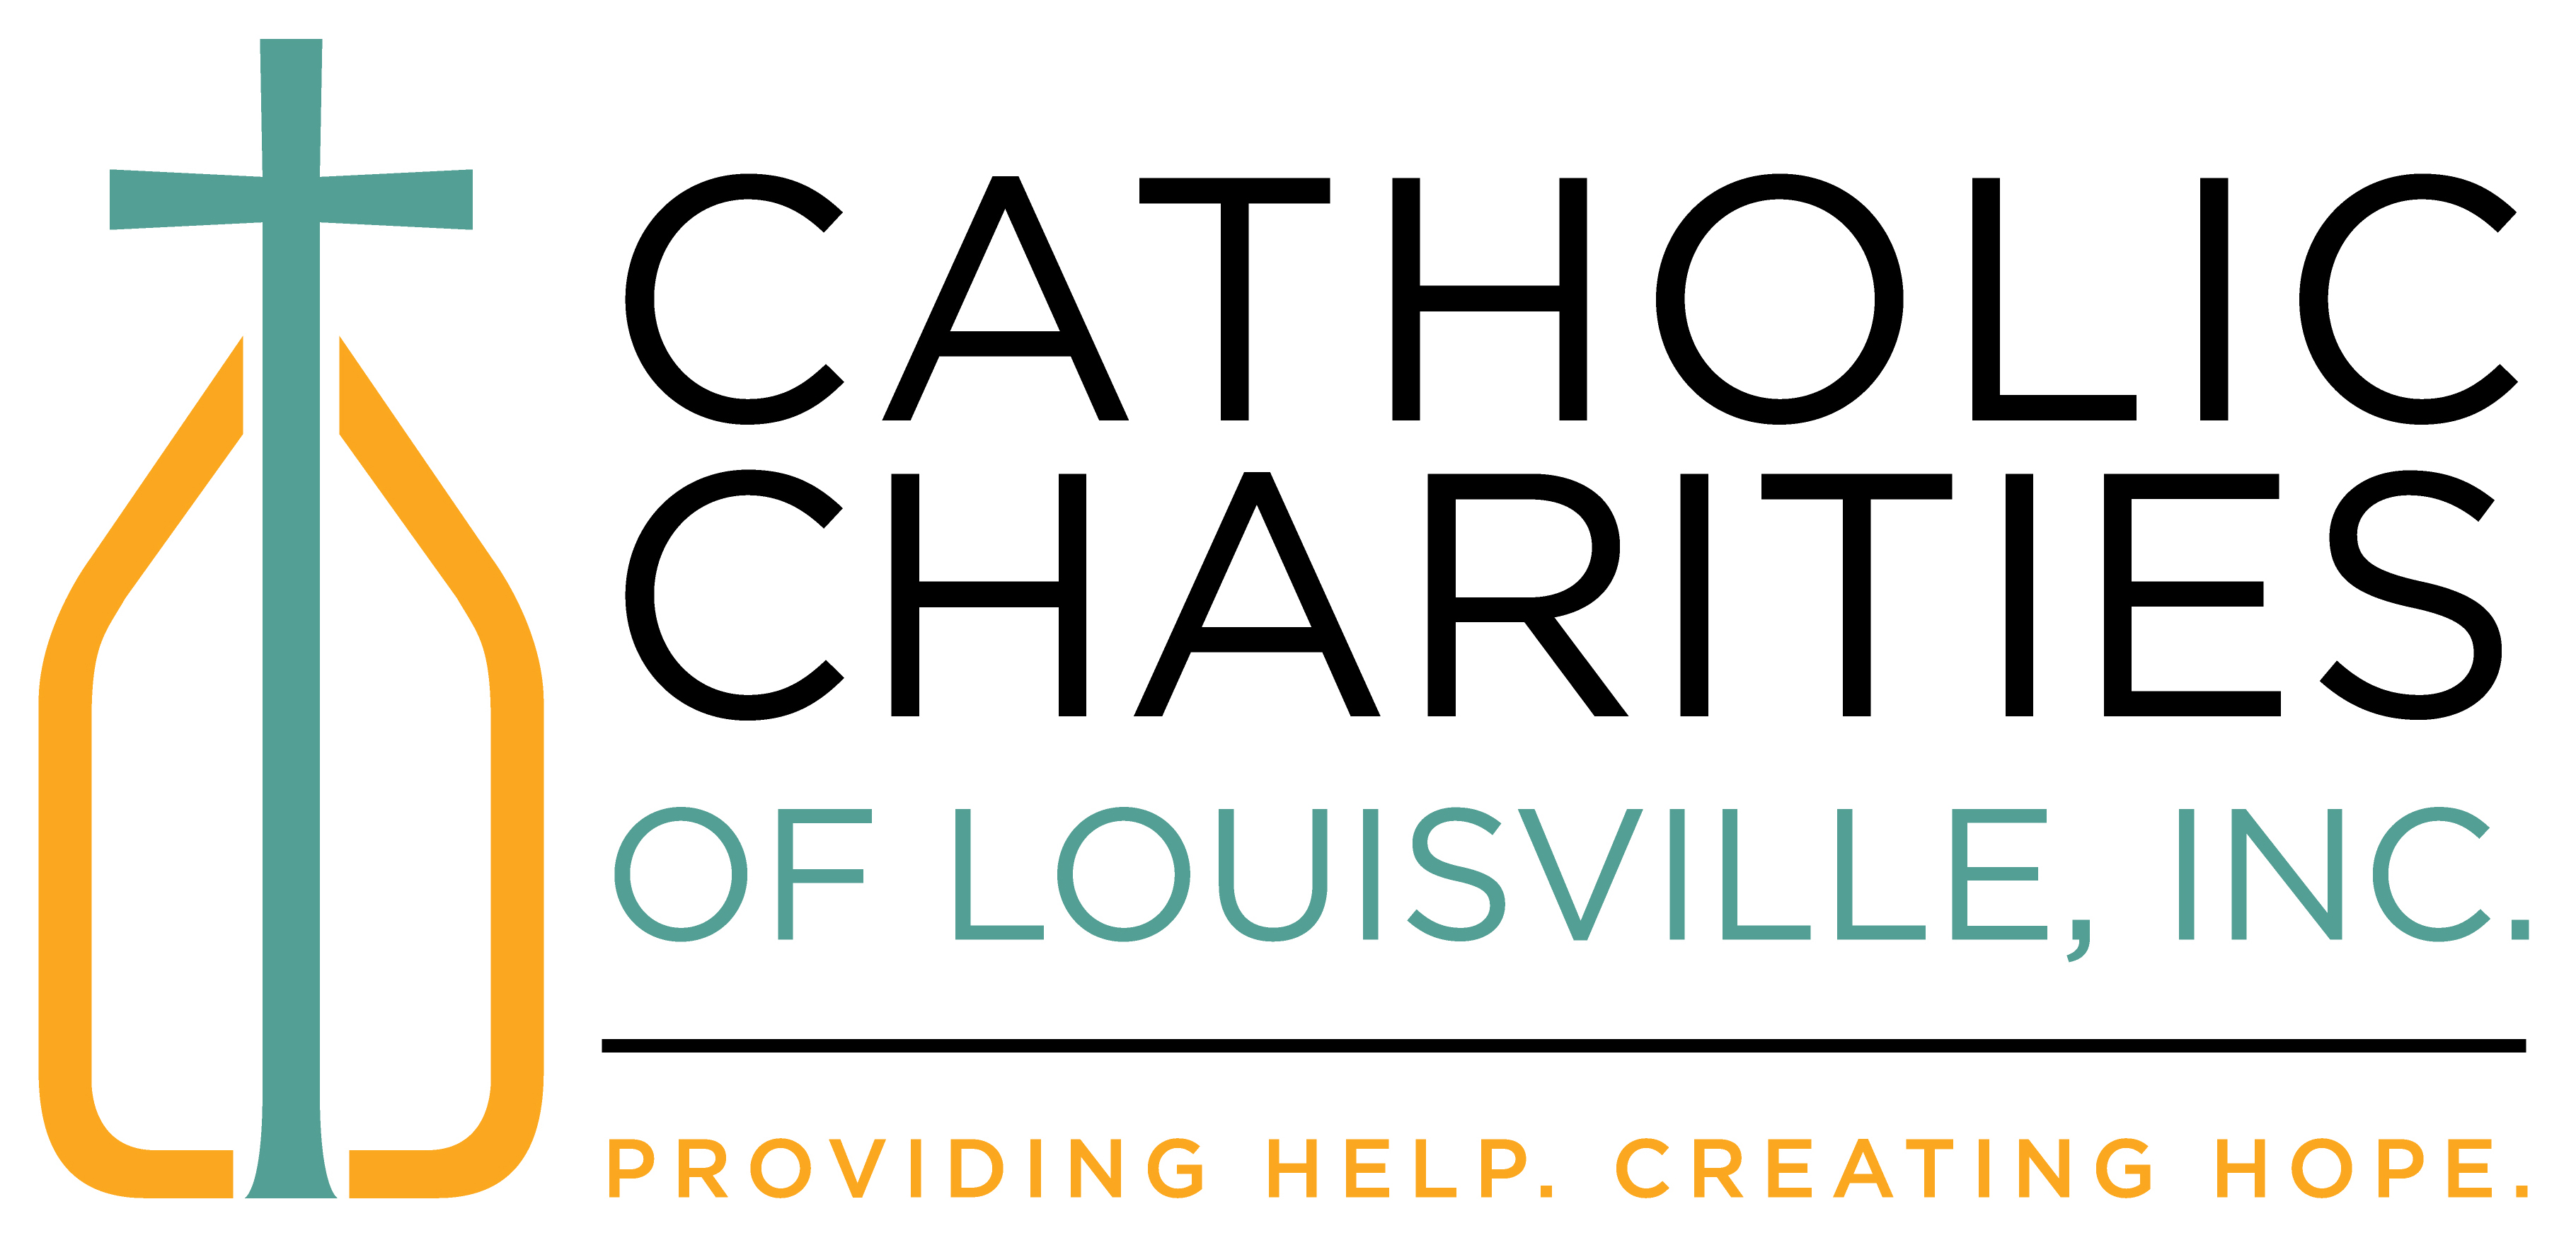 CATHOLIC
CHARITIES
OF LOUISVILLE, INC.
PROVIDING HELP. CREATING HOPE.